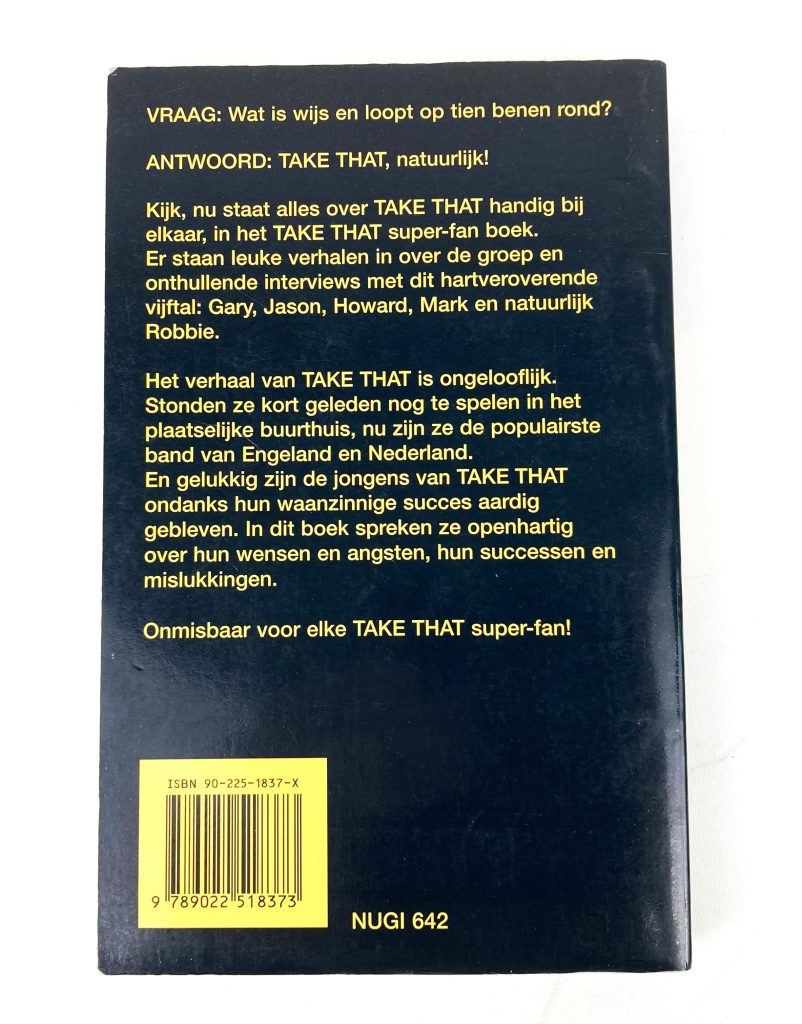 VRAAG: Wat is wijs en loopt op tien benen rond?
ANTWOORD: TAKE THAT, natuurlijk!
Kijk, nu staat alles over TAKE THAT handig bij
elkaar, in het TAKE THAT super-fan boek.
Er staan leuke verhalen in over de groep en
onthullende interviews met dit hartveroverende
vijftal: Gary, Jason, Howard, Mark en natuurlijk
Robbie.
Het verhaal van TAKE THAT is ongelooflijk.
Stonden ze kort geleden nog te spelen in het
plaatselijke buurthuis, nu zijn ze de populairste
band van Engeland en Nederland.
En gelukkig zijn de jongens van TAKE THAT
ondanks hun waanzinnige succes aardig
gebleven. In dit boek spreken ze openhartig
over hun wensen en angsten, hun successen en
mislukkingen.
Onmisbaar voor elke TAKE THAT super-fan!
ISBN 90-225-1837-X
9 789022 518373
NUGI 642